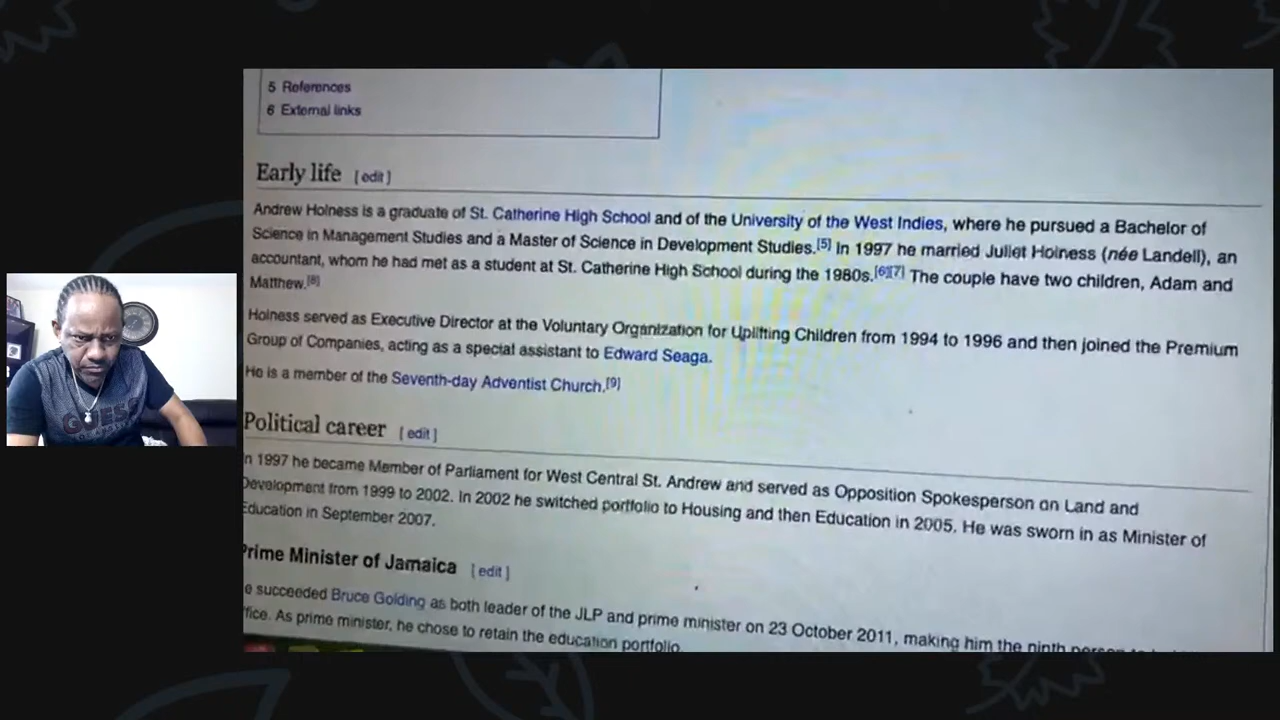 5 References
6 External links
Early life [ edit ]
Andrew Holness is a graduate of St. Catherine High School and of the University of the West Indies, where he pursued a Bachelor of
Science in Management Studies and a Master of Science in Development Studies.[5] In 1997 he married Juliet Holness (née Landell), an
accountant, whom he had met as a student at St. Catherine High School during the 1980s.[6][7] The couple have two children, Adam and
Matthew.[8]
Holness served as Executive Director at the Voluntary Organization for Uplifting Children from 1994 to 1996 and then joined the Premium
Group of Companies, acting as a special assistant to Edward Seaga.
He is a member of the Seventh-day Adventist Church.[9]
Political career [ edit ]
n 1997 he became Member of Parliament for West Central St. Andrew and served as Opposition Spokesperson on Land and
Development from 1999 to 2002. In 2002 he switched portfolio to Housing and then Education in 2005. He was sworn in as Minister of
Education in September 2007.
Prime Minister of Jamaica [ edit ]
e succeeded Bruce Golding as both leader of the JLP and prime minister on 23 October 2011, making him the ninth person
ffice. As prime minister, he chose to retain the education portfolio.
GUESS